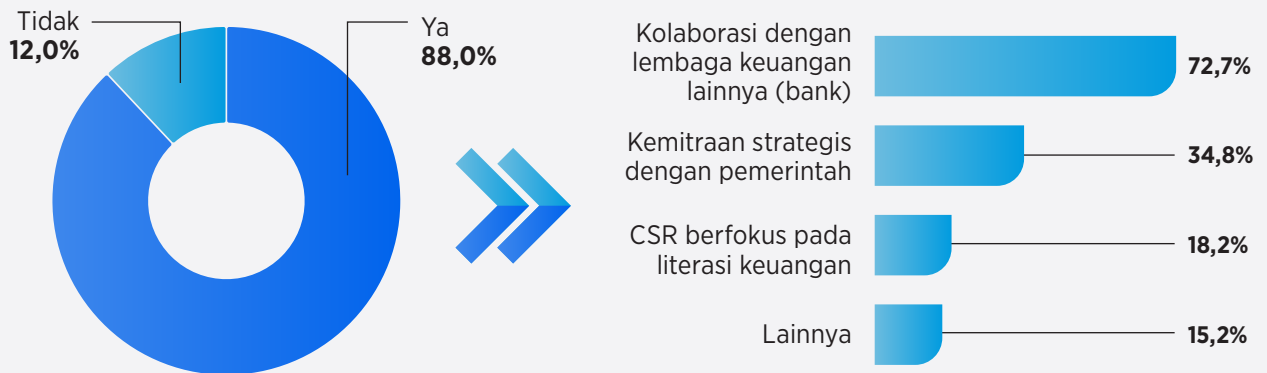 Tidak
12,0%
Ya
88,0%
Kolaborasi dengan
lembaga keuangan
lainnya (bank)
72,7%
Kemitraan strategis
dengan pemerintah
34,8%
CSR berfokus pada
literasi keuangan
18,2%
Lainnya
15,2%